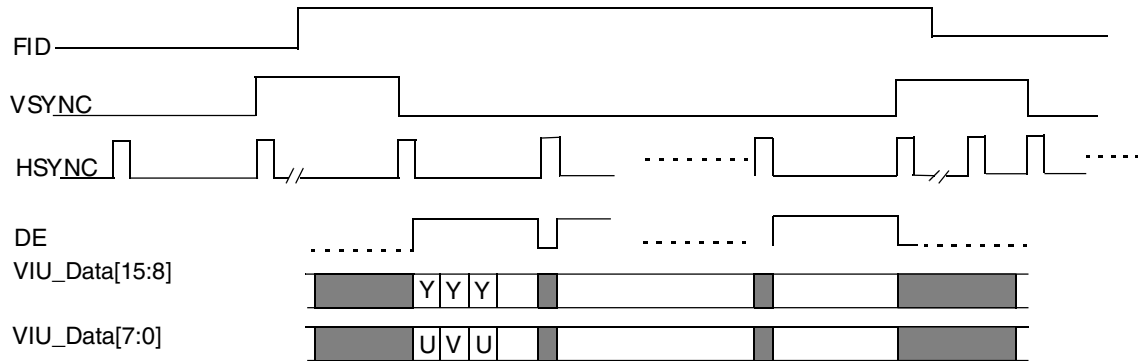 FID
VSYNC
HSYNC
DE
VIU_Data[15:8]
Y Y Y
VIU_Data[7:0]
U V U